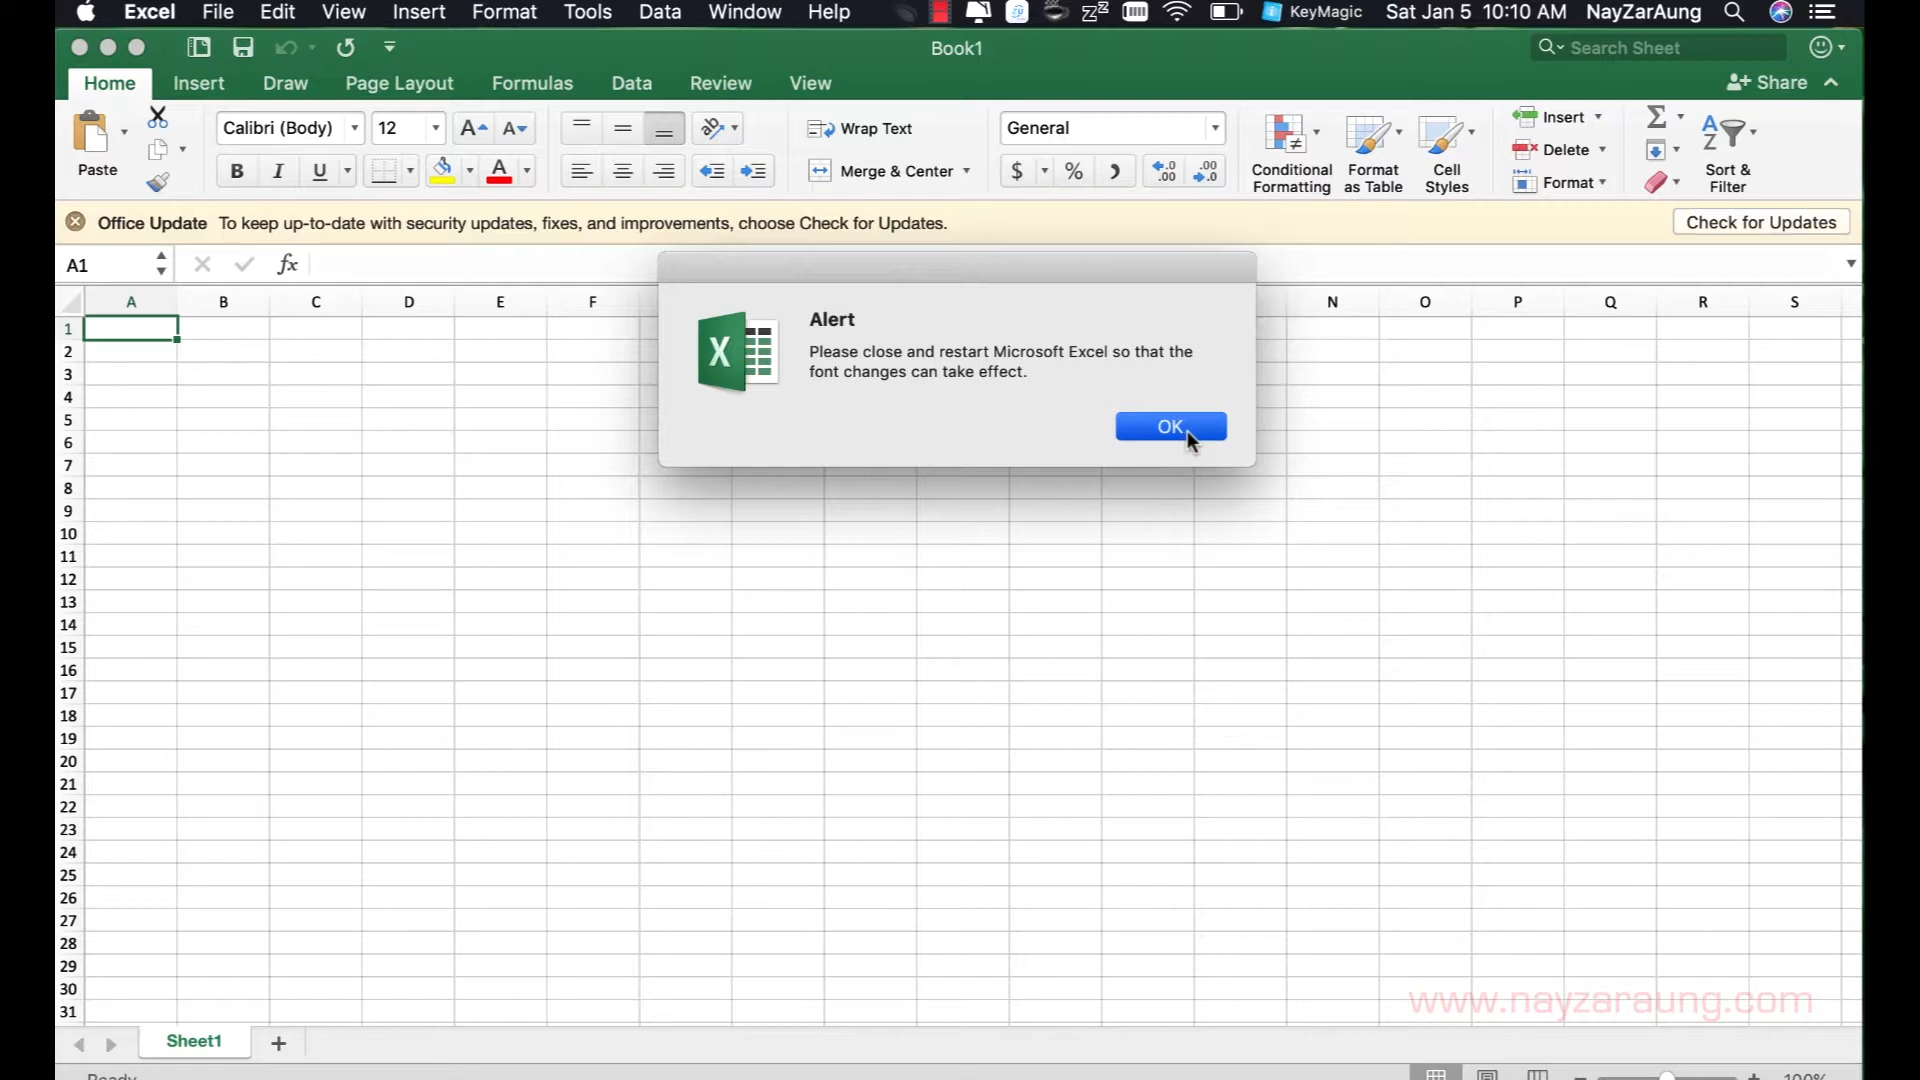 Excel File Edit View Insert Format Tools Data Window Help KeyMagic Sat Jan 5 10:10 AM NayZarAung
Book1 Search Sheet
Home Insert Draw Page Layout Formulas Data Review View Share
Calibri (Body) 12 Wrap Text General Insert
Paste Conditional Formatting Format as Table Cell Styles Delete Sort & Filter
B I U A Merge & Center $ % Format
Office Update To keep up-to-date with security updates, fixes, and improvements, choose Check for Updates. Check for Updates
A1 fx
A B C D E F N O P Q R S
Alert
Please close and restart Microsoft Excel so that the
font changes can take effect.
OK
1
2
3
4
5
6
7
8
9
10
11
12
13
14
15
16
17
18
19
20
21
22
23
24
25
26
27
28
29
30
31
www.nayzaraung.com
Sheet1
Ready 100%